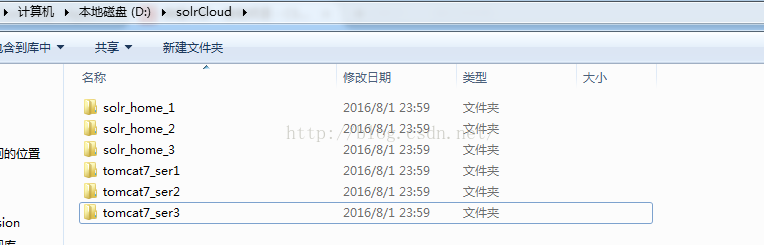 计算机 本地磁盘 (D:) solrCloud
含到库中 共享 新建文件夹
名称 修改日期 类型 大小
solr_home_1 2016/8/1 23:59 文件夹
solr_home_2 2016/8/1 23:59 文件夹
http://blog.csdn.net/
solr_home_3 2016/8/1 23:59 文件夹
的位置
tomcat7_ser1 2016/8/1 23:59 文件夹
tomcat7_ser2 2016/8/1 23:59 文件夹
tomcat7_ser3 2016/8/1 23:59 文件夹
sion